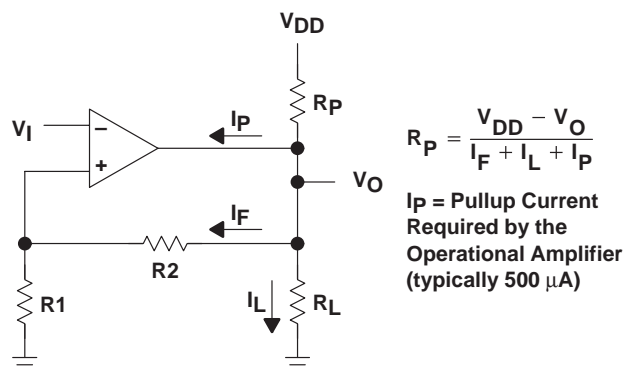 VDD
RP
IP
VI
−
+
VO
IF
R2
R1
IL
RL
RP = VDD − VO / IF + IL + IP
IP = Pullup Current
Required by the
Operational Amplifier
(typically 500 μA)